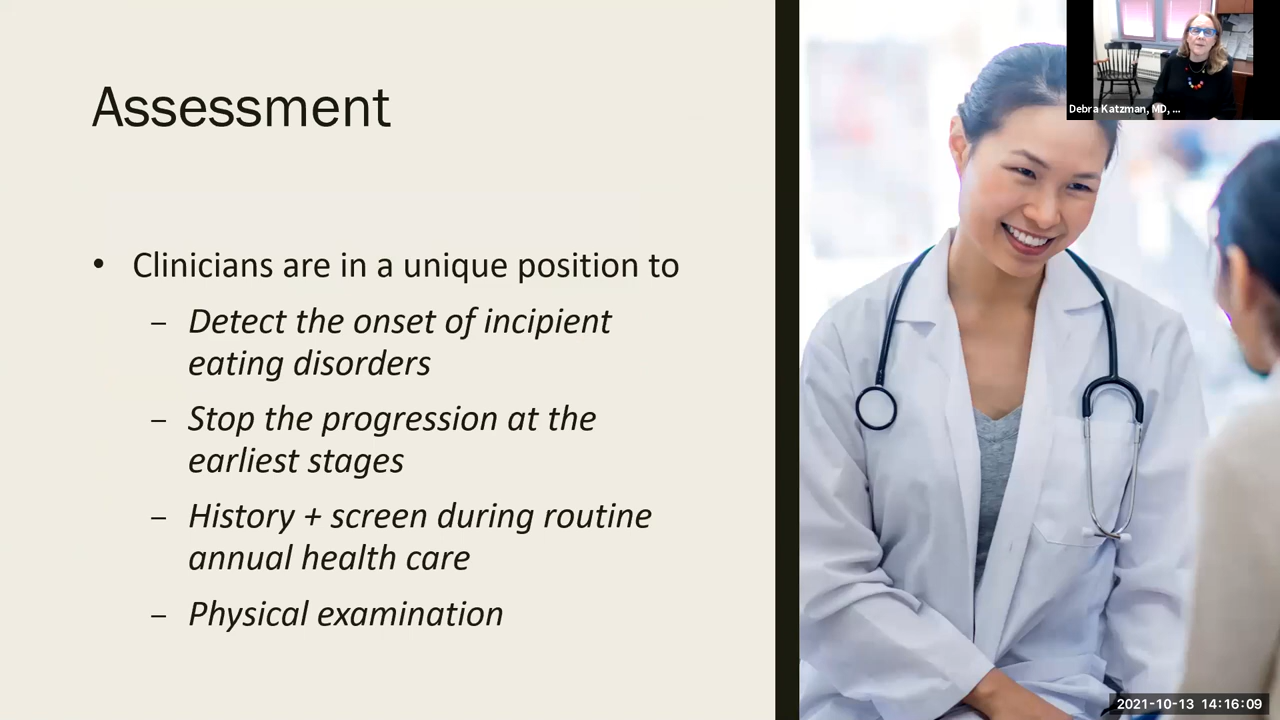 Assessment
• Clinicians are in a unique position to
– Detect the onset of incipient
eating disorders
– Stop the progression at the
earliest stages
– History + screen during routine
annual health care
– Physical examination
Debra Katzman, MD, ...
2021-10-13 14:16:09